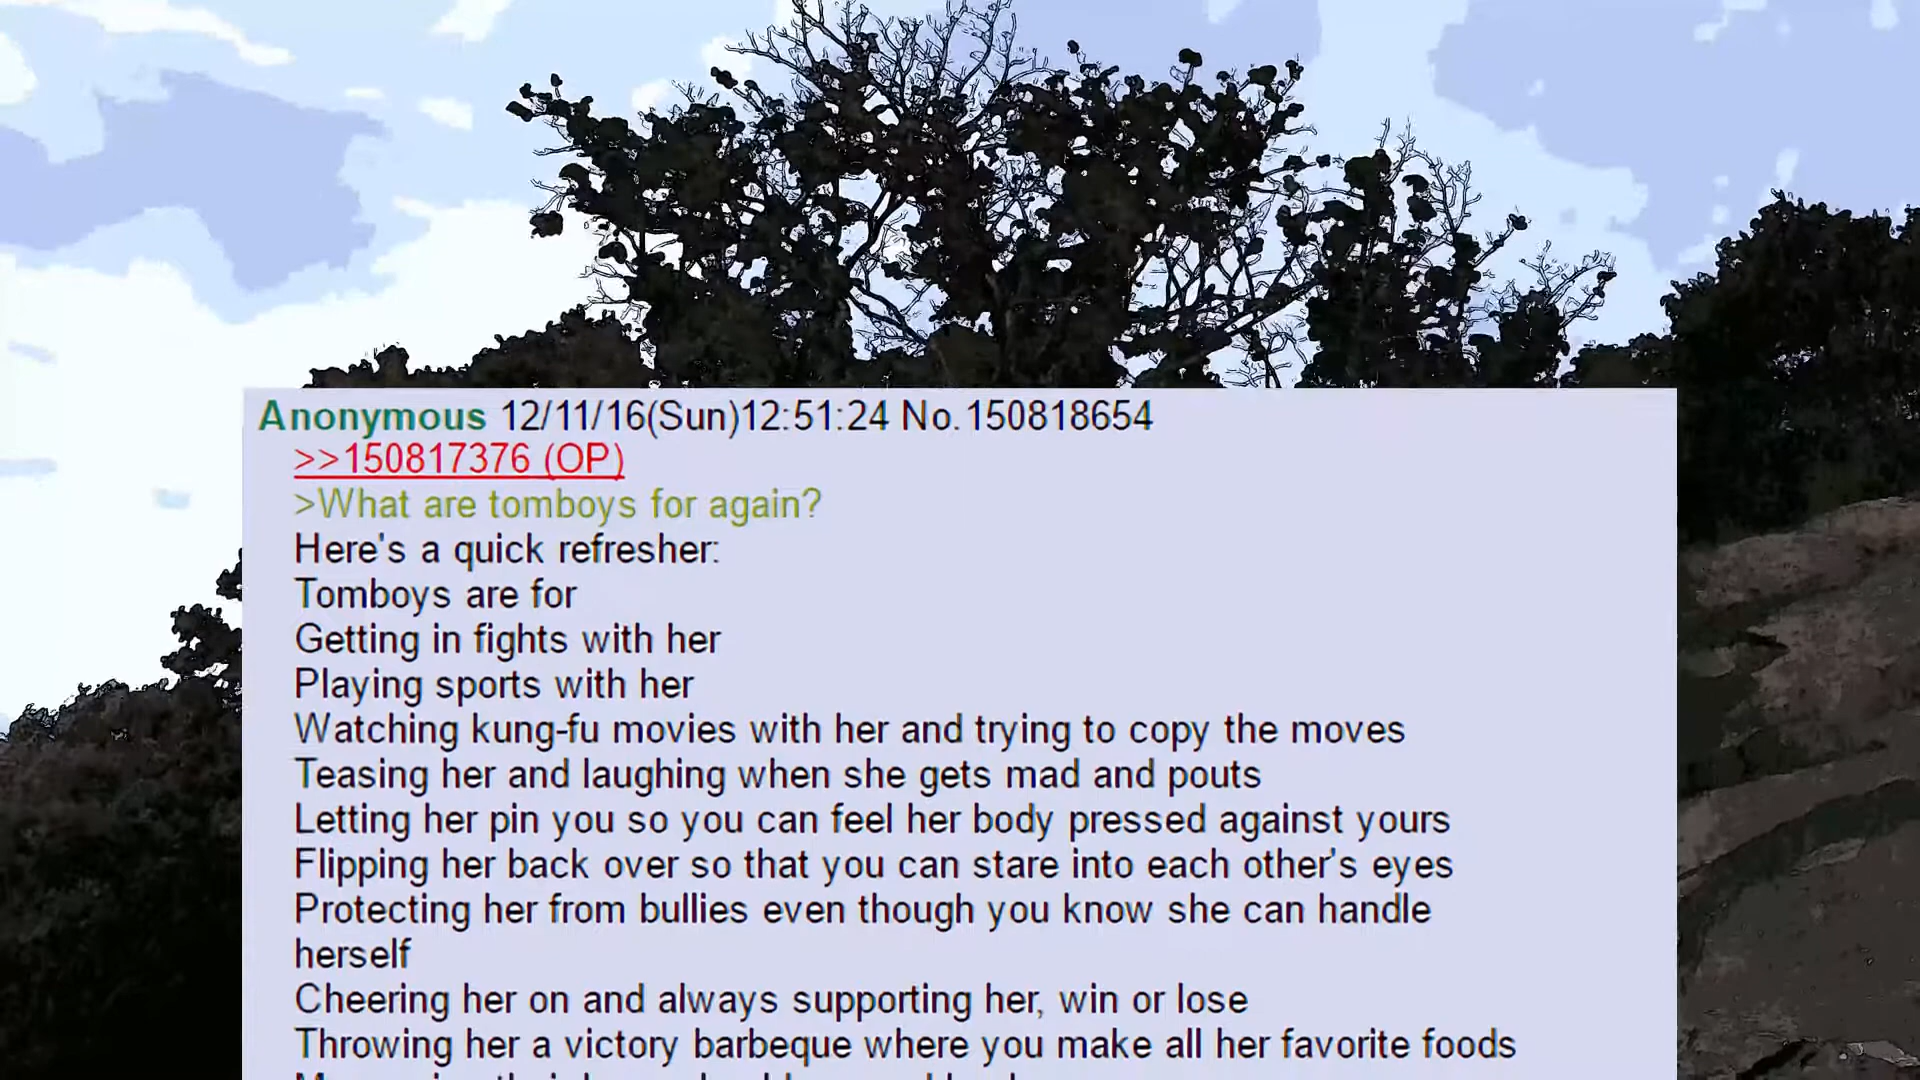 Anonymous 12/11/16(Sun)12:51:24 No.150818654
>>150817376 (OP)
>What are tomboys for again?
Here's a quick refresher:
Tomboys are for
Getting in fights with her
Playing sports with her
Watching kung-fu movies with her and trying to copy the moves
Teasing her and laughing when she gets mad and pouts
Letting her pin you so you can feel her body pressed against yours
Flipping her back over so that you can stare into each other's eyes
Protecting her from bullies even though you know she can handle
herself
Cheering her on and always supporting her, win or lose
Throwing her a victory barbeque where you make all her favorite foods